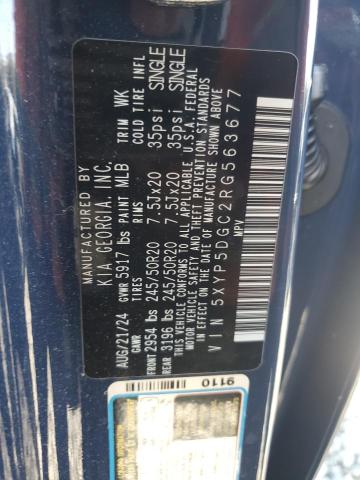 MANUFACTURED BY
KIA GEORGIA, INC.
AUG/21/24 PAINT MLB TRIM WK
GVWR 5917 lbs
TIRES RIMS COLD TIRE INFL
GAWR
FRONT 2954 lbs 245/50R20 7.5Jx20 35psi SINGLE
REAR 3196 lbs 245/50R20 7.5Jx20 35psi SINGLE
THIS VEHICLE CONFORMS TO ALL APPLICABLE U.S.A. FEDERAL
MOTOR VEHICLE SAFETY, BUMPER, AND THEFT PREVENTION STANDARDS
IN EFFECT ON THE DATE OF MANUFACTURE SHOWN ABOVE
VIN 5XYP5DGC2RG563677
MPV
9110